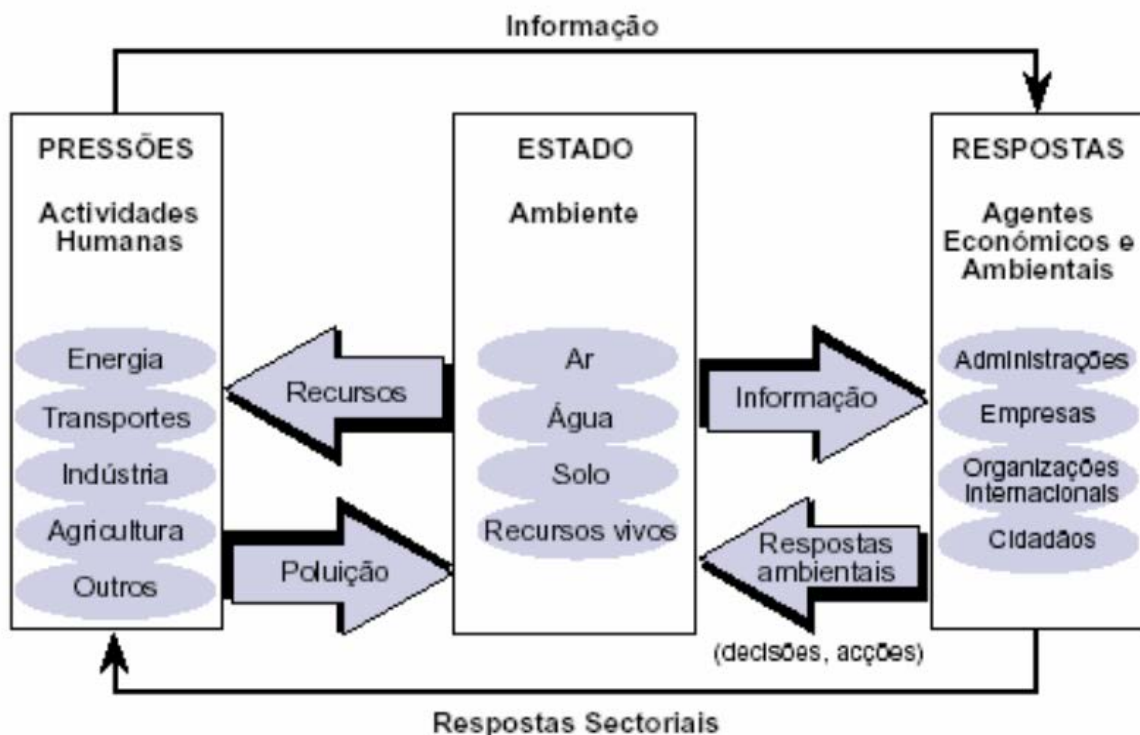 Informação
PRESSÕES
Actividades
Humanas
Energia
Transportes
Indústria
Agricultura
Outros
Recursos
Poluição
ESTADO
Ambiente
Ar
Água
Solo
Recursos vivos
Informação
Respostas
ambientais
(decisões, acções)
RESPOSTAS
Agentes
Económicos e
Ambientais
Administrações
Empresas
Organizações
Internacionais
Cidadãos
Respostas Sectoriais